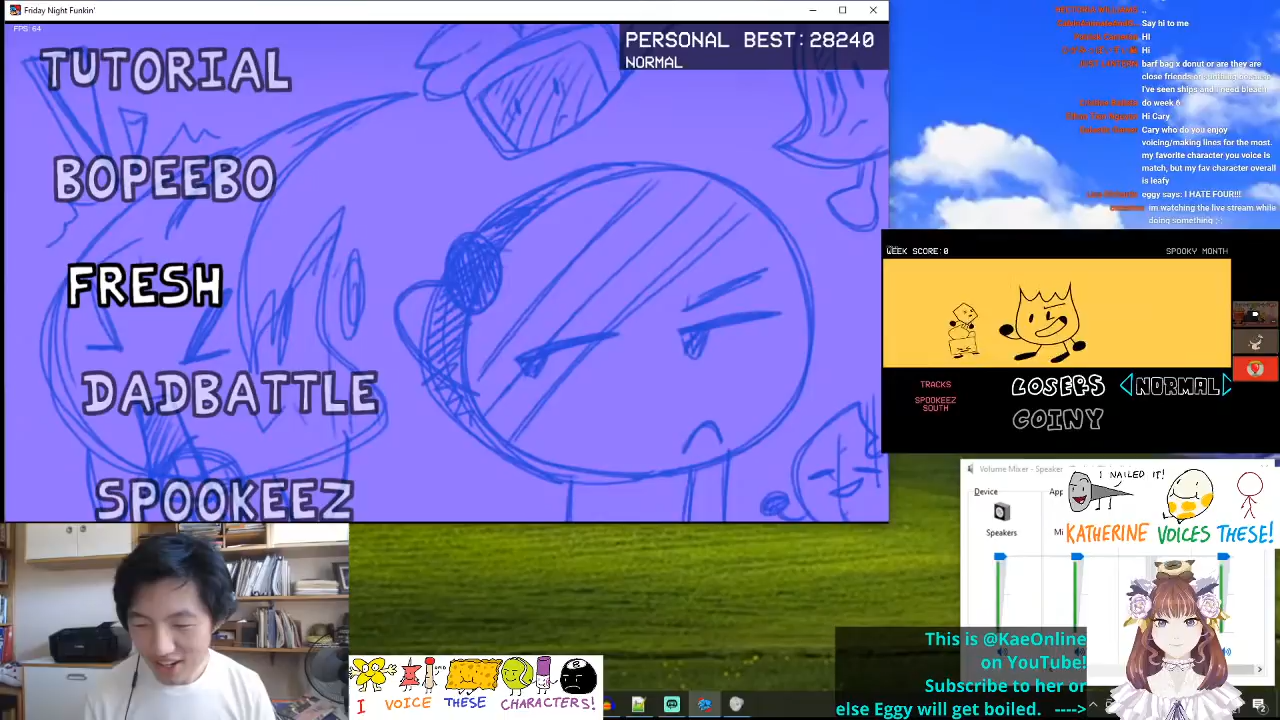 Friday Night Funkin'
FPS: 64
PERSONAL BEST:28240
NORMAL
TUTORIAL
BOPEEBO
FRESH
DADBATTLE
SPOOKEEZ
..
Say hi to me
HI
Hi
barf bag x donut or are they are
close friends or
I've seen ships and i need bleach
do week 6
Hi Cary
Cary who do you enjoy
voicing/making lines for the most.
my favorite character you voice is
match, but my fav character overall
is leafy
eggy says: I HATE FOUR!!!
im watching the live stream while
doing something ;-;
WEEK SCORE:0
SPOOKY MONTH
TRACKS
SPOOKEEZ
SOUTH
LOSERS
NORMAL
COINY
Volume Mixer - Speaker
Device
App
Speakers
Mi
I NAILED IT!
KATHERINE VOICES THESE!
This is @KaeOnline
on YouTube!
Subscribe to her or
else Eggy will get boiled. ---->
I VOICE THESE CHARACTERS!
2